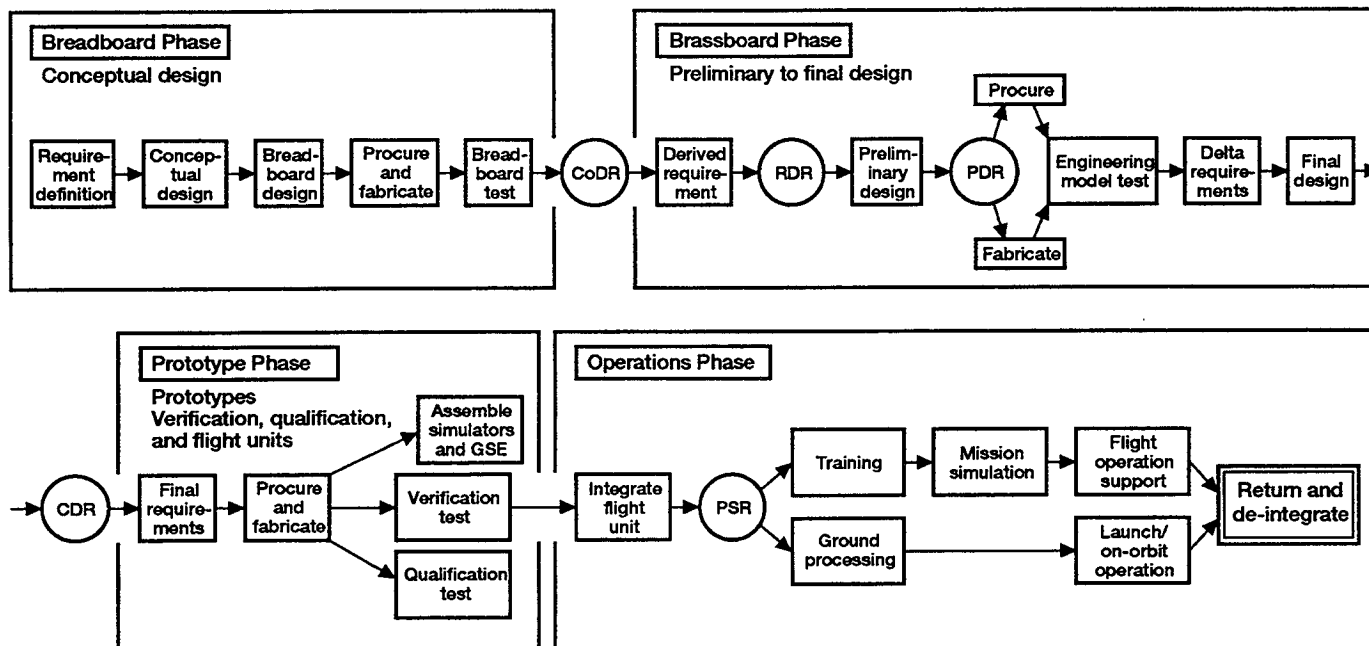 Breadboard Phase
Conceptual design
Require-
ment
definition
Concep-
tual
design
Bread-
board
design
Procure
and
fabricate
Bread-
board
test
CoDR
Brassboard Phase
Preliminary to final design
Derived
require-
ment
RDR
Prelim-
inary
design
PDR
Procure
Fabricate
Engineering
model test
Delta
require-
ments
Final
design
CDR
Prototype Phase
Prototypes
Verification, qualification,
and flight units
Final
require-
ments
Procure
and
fabricate
Assemble
simulators
and GSE
Verification
test
Qualification
test
Operations Phase
Integrate
flight
unit
PSR
Training
Mission
simulation
Flight
operation
support
Ground
processing
Launch/
on-orbit
operation
Return and
de-integrate